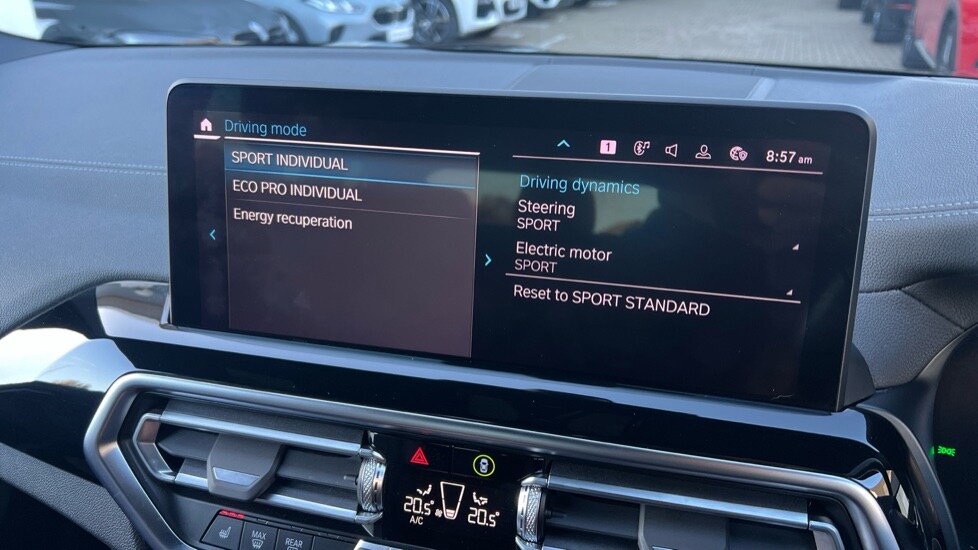 Driving mode
SPORT INDIVIDUAL
ECO PRO INDIVIDUAL
Energy recuperation
1
8:57 am
Driving dynamics
Steering
SPORT
Electric motor
SPORT
Reset to SPORT STANDARD
20.5° 20.5°
A/C
MAX
REAR